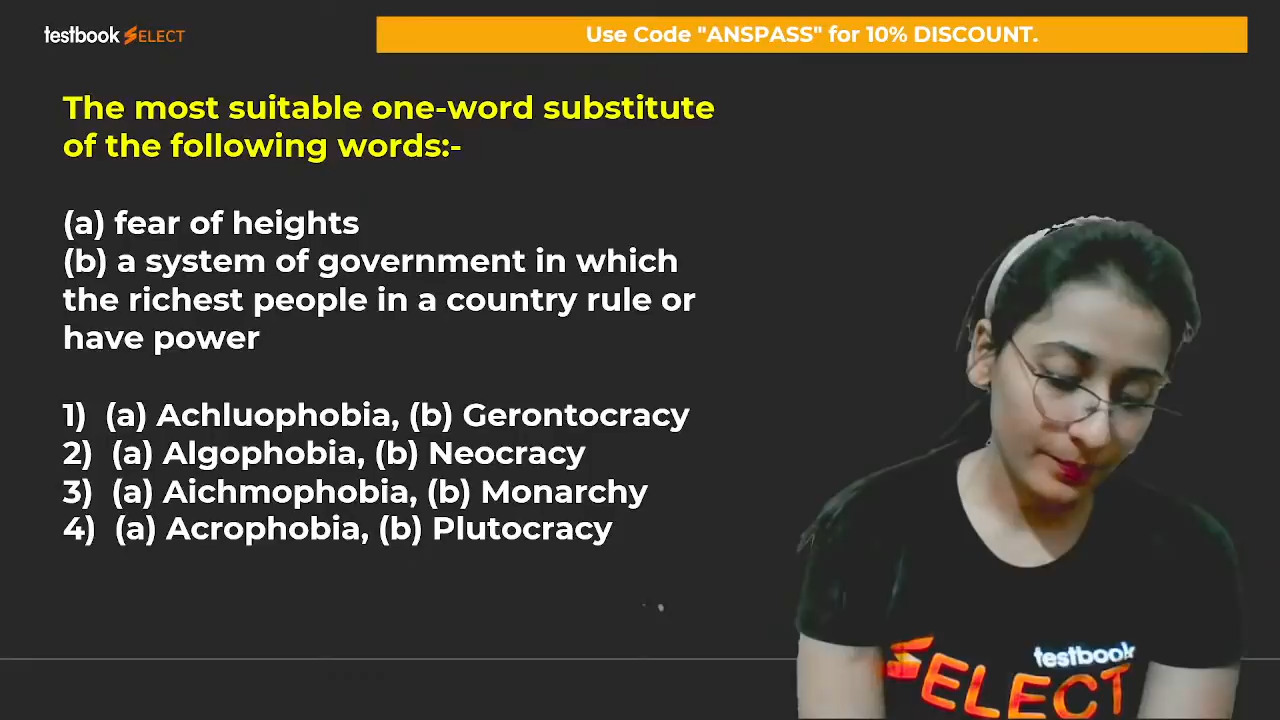 testbook SELECT
Use Code "ANSPASS" for 10% DISCOUNT.
The most suitable one-word substitute
of the following words:-
(a) fear of heights
(b) a system of government in which
the richest people in a country rule or
have power
1) (a) Achluophobia, (b) Gerontocracy
2) (a) Algophobia, (b) Neocracy
3) (a) Aichmophobia, (b) Monarchy
4) (a) Acrophobia, (b) Plutocracy
testbook
SELECT